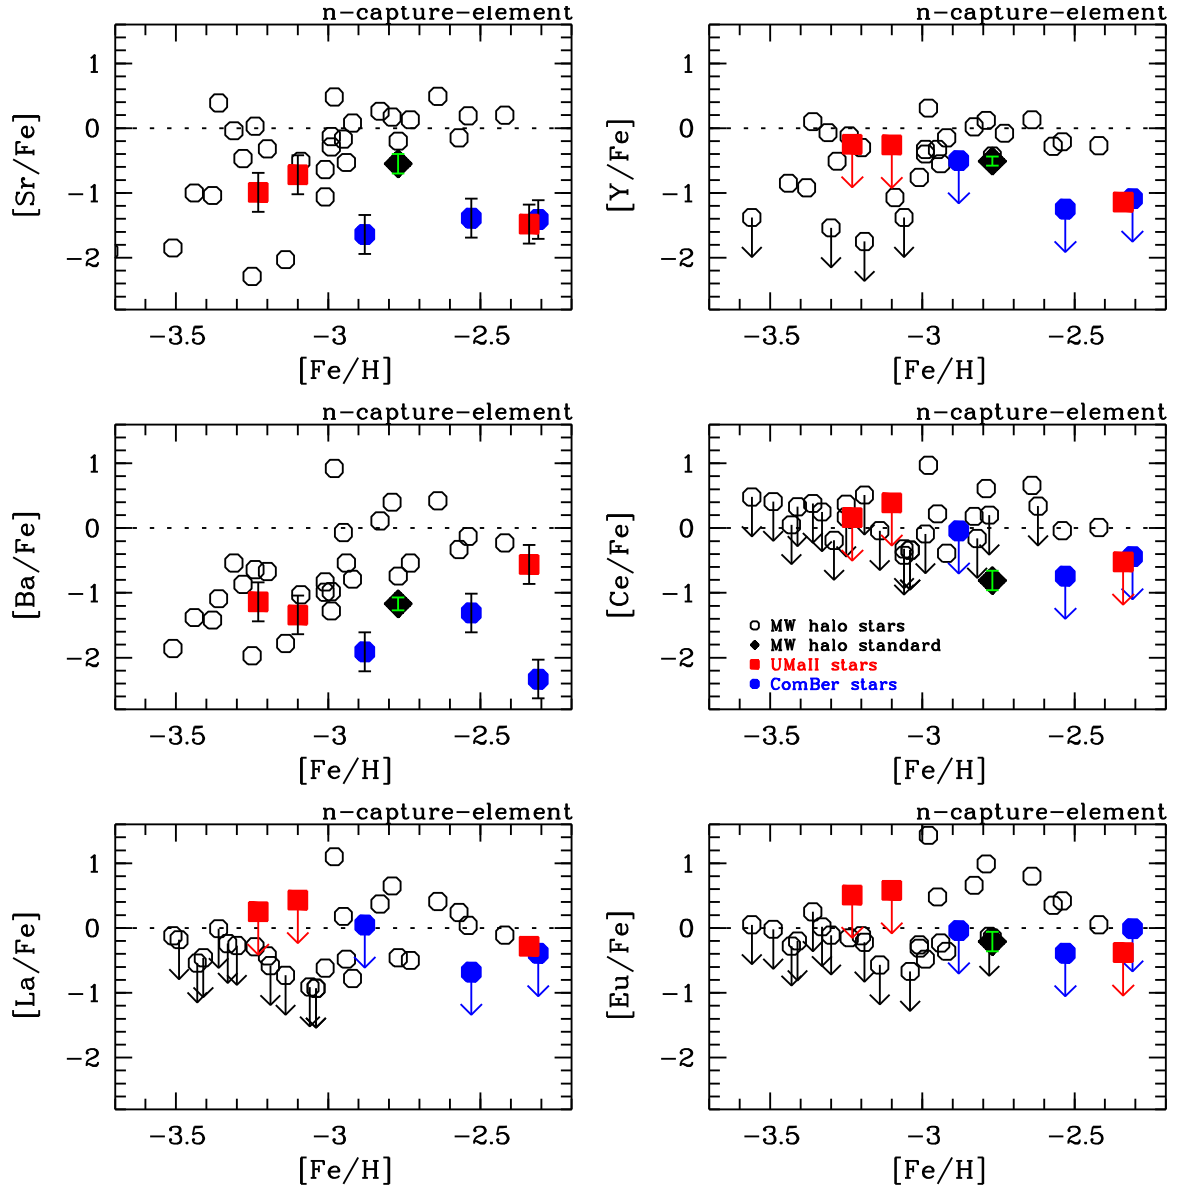 n-capture-element
n-capture-element
[Sr/Fe]
1
0
-1
-2
-3.5
-3
-2.5
[Fe/H]
[Y/Fe]
1
0
-1
-2
-3.5
-3
-2.5
[Fe/H]
n-capture-element
n-capture-element
[Ba/Fe]
1
0
-1
-2
-3.5
-3
-2.5
[Fe/H]
[Ce/Fe]
1
0
-1
-2
MW halo stars
MW halo standard
UMaII stars
ComBer stars
-3.5
-3
-2.5
[Fe/H]
n-capture-element
n-capture-element
[La/Fe]
1
0
-1
-2
-3.5
-3
-2.5
[Fe/H]
[Eu/Fe]
1
0
-1
-2
-3.5
-3
-2.5
[Fe/H]